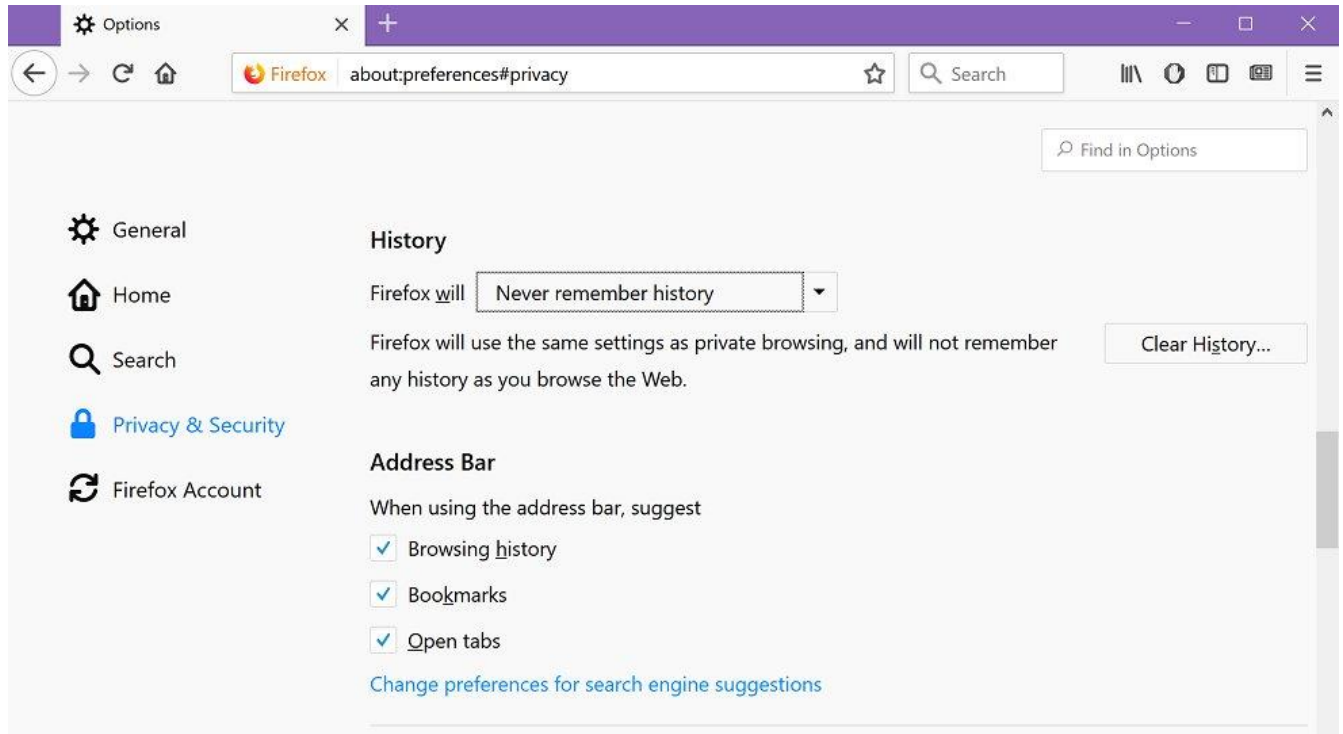 Options
Firefox about:preferences#privacy Search
Find in Options
General
Home
Search
Privacy & Security
Firefox Account
History
Firefox will Never remember history
Firefox will use the same settings as private browsing, and will not remember
any history as you browse the Web.
Clear History...
Address Bar
When using the address bar, suggest
Browsing history
Bookmarks
Open tabs
Change preferences for search engine suggestions